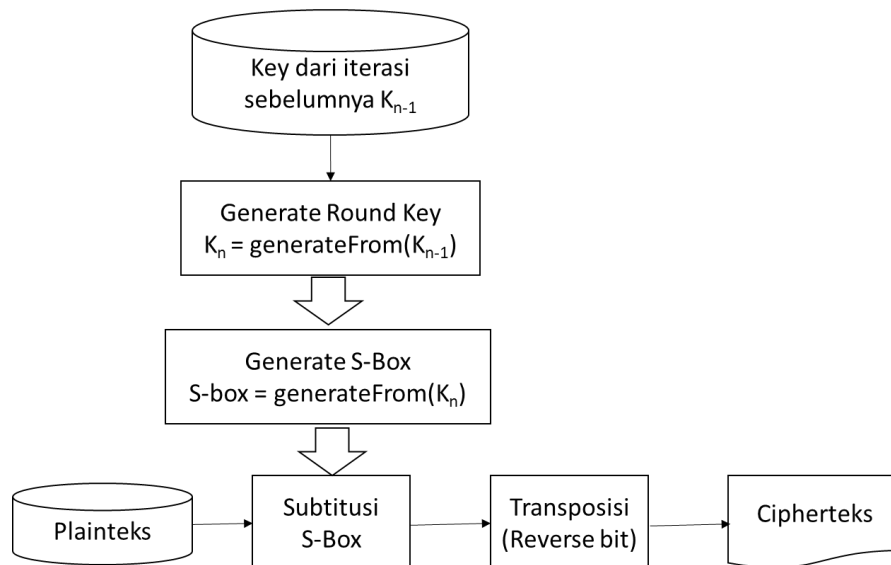 Key dari iterasi
sebelumnya Kₙ₋₁
Generate Round Key
Kₙ = generateFrom(Kₙ₋₁)
Generate S-Box
S-box = generateFrom(Kₙ)
Plainteks
Subtitusi
S-Box
Transposisi
(Reverse bit)
Cipherteks